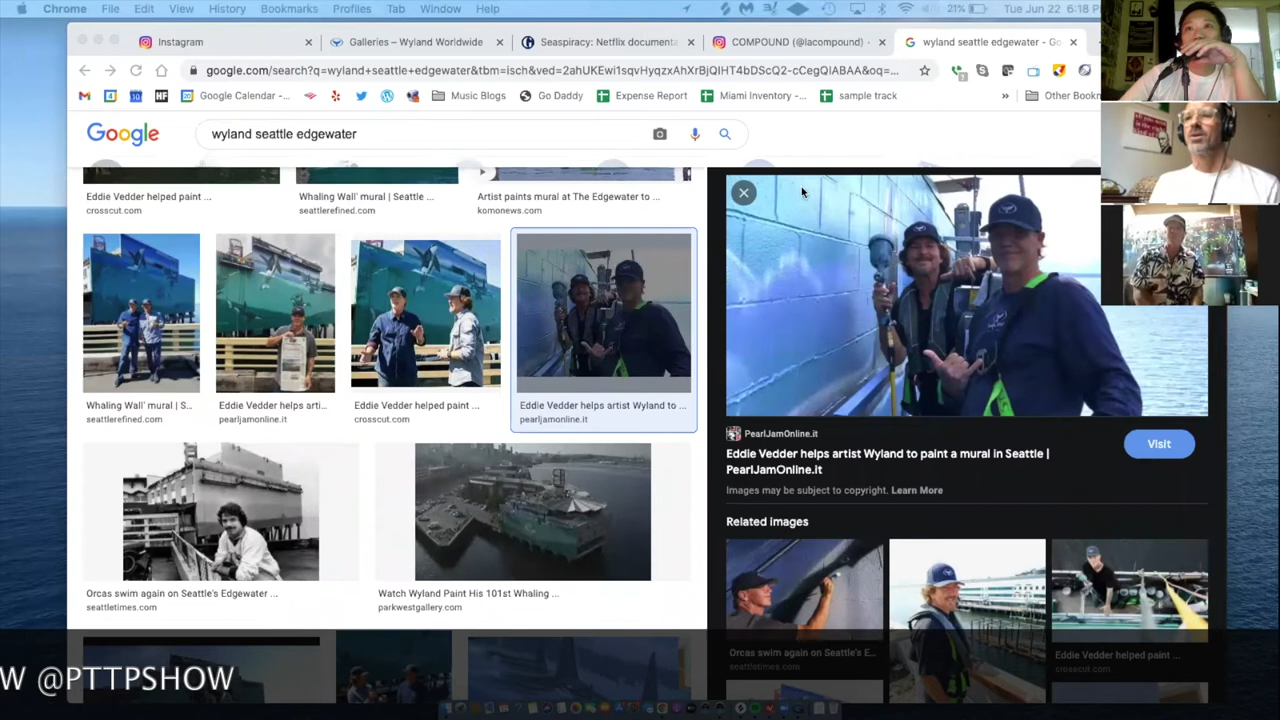 Chrome File Edit View History Bookmarks Profiles Tab Window Help 21% Tue Jun 22 6:18 PM
Instagram Galleries – Wyland Worldwide Seaspiracy: Netflix documenta COMPOUND (@lacompound) • wyland seattle edgewater - Go
google.com/search?q=wyland+seattle+edgewater&tbm=isch&ved=2ahUKEwi1sqvHyqzxAhXrBjQIHT4bDScQ2-cCegQIABAA&oq=...
Google Calendar -... Music Blogs Go Daddy Expense Report Miami Inventory -... sample track » Other Bookm
Google wyland seattle edgewater
Eddie Vedder helped paint ...
crosscut.com
Whaling Wall' mural | Seattle ...
seattlerefined.com
Artist paints mural at The Edgewater to ...
komonews.com
Whaling Wall' mural | S...
seattlerefined.com
Eddie Vedder helps arti...
pearljamonline.it
Eddie Vedder helped paint ...
crosscut.com
Eddie Vedder helps artist Wyland to ...
pearljamonline.it
Orcas swim again on Seattle's Edgewater ...
seattletimes.com
Watch Wyland Paint His 101st Whaling ...
parkwestgallery.com
PearlJamOnline.it
Eddie Vedder helps artist Wyland to paint a mural in Seattle |
PearlJamOnline.it
Visit
Images may be subject to copyright. Learn More
Related images
Orcas swim again on Seattle's E...
seattletimes.com
Eddie Vedder helped paint ...
crosscut.com
W @PTTPSHOW